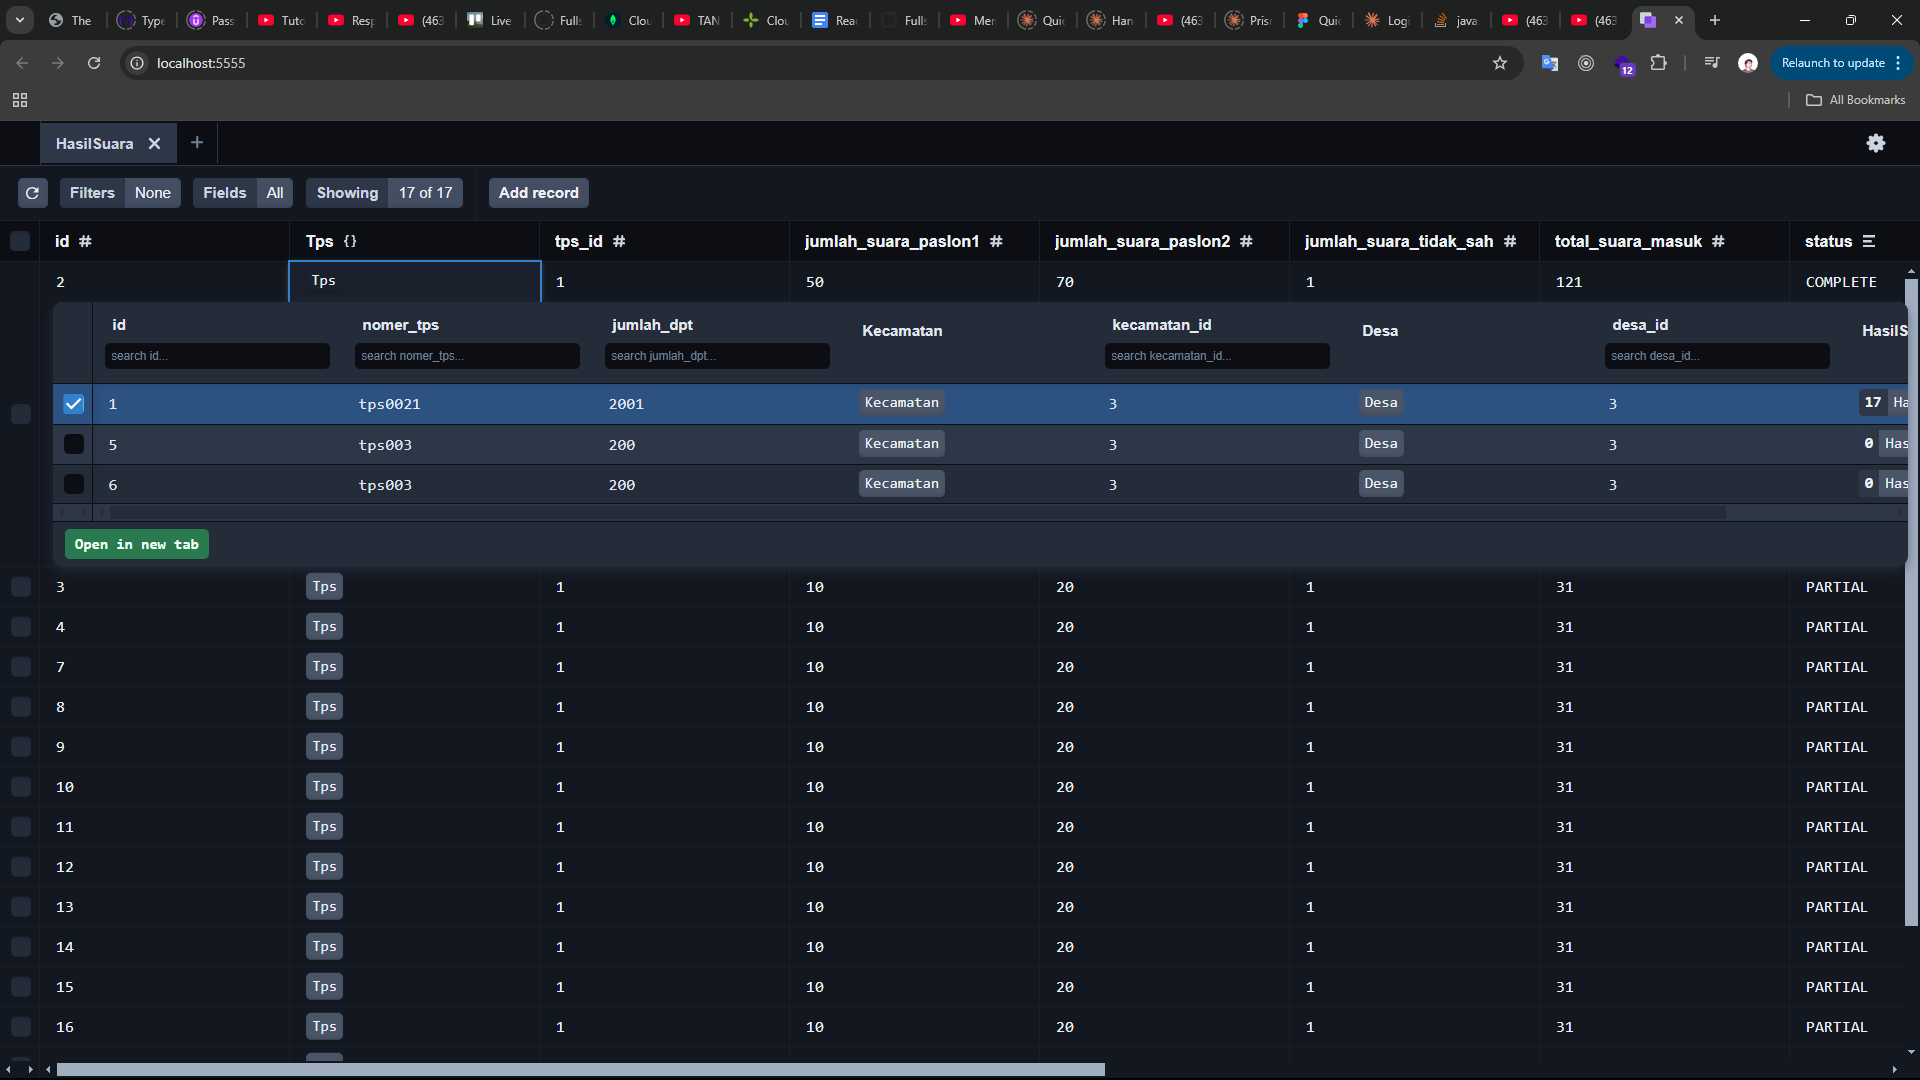 The Type Pass Tuto Resp (463 Live Fulls Clou TAN Clou Rea Fulls Mer Quic Han (463 Pris Quic Logi java (463 (463
localhost:5555 12 Relaunch to update
All Bookmarks
HasilSuara
Filters None Fields All Showing 17 of 17 Add record
id # Tps {} tps_id # jumlah_suara_paslon1 # jumlah_suara_paslon2 # jumlah_suara_tidak_sah # total_suara_masuk # status
2 Tps 1 50 70 1 121 COMPLETE
id nomer_tps jumlah_dpt Kecamatan kecamatan_id Desa desa_id HasilS
search id... search nomer_tps... search jumlah_dpt... search kecamatan_id... search desa_id...
1 tps0021 2001 Kecamatan 3 Desa 3 17 Ha
5 tps003 200 Kecamatan 3 Desa 3 0 Has
6 tps003 200 Kecamatan 3 Desa 3 0 Has
Open in new tab
3 Tps 1 10 20 1 31 PARTIAL
4 Tps 1 10 20 1 31 PARTIAL
7 Tps 1 10 20 1 31 PARTIAL
8 Tps 1 10 20 1 31 PARTIAL
9 Tps 1 10 20 1 31 PARTIAL
10 Tps 1 10 20 1 31 PARTIAL
11 Tps 1 10 20 1 31 PARTIAL
12 Tps 1 10 20 1 31 PARTIAL
13 Tps 1 10 20 1 31 PARTIAL
14 Tps 1 10 20 1 31 PARTIAL
15 Tps 1 10 20 1 31 PARTIAL
16 Tps 1 10 20 1 31 PARTIAL